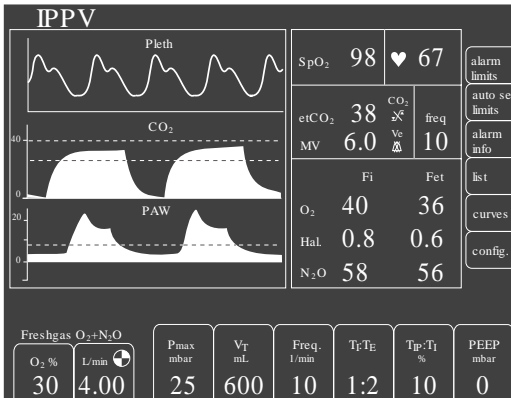 IPPV
Pleth
CO₂
40
0
PAW
20
0
SpO₂ 98 ♥ 67
etCO₂ 38 CO₂
MV 6.0 Ve
freq
10
Fi Fet
O₂ 40 36
Hal. 0.8 0.6
N₂O 58 56
alarm
limits
auto se
limits
alarm
info
list
curves
config.
Freshgas O₂+N₂O
O₂ %
30
L/min
4.00
Pmax
mbar
25
VT
mL
600
Freq.
1/min
10
TI:TE
1:2
TIP:TI
%
10
PEEP
mbar
0